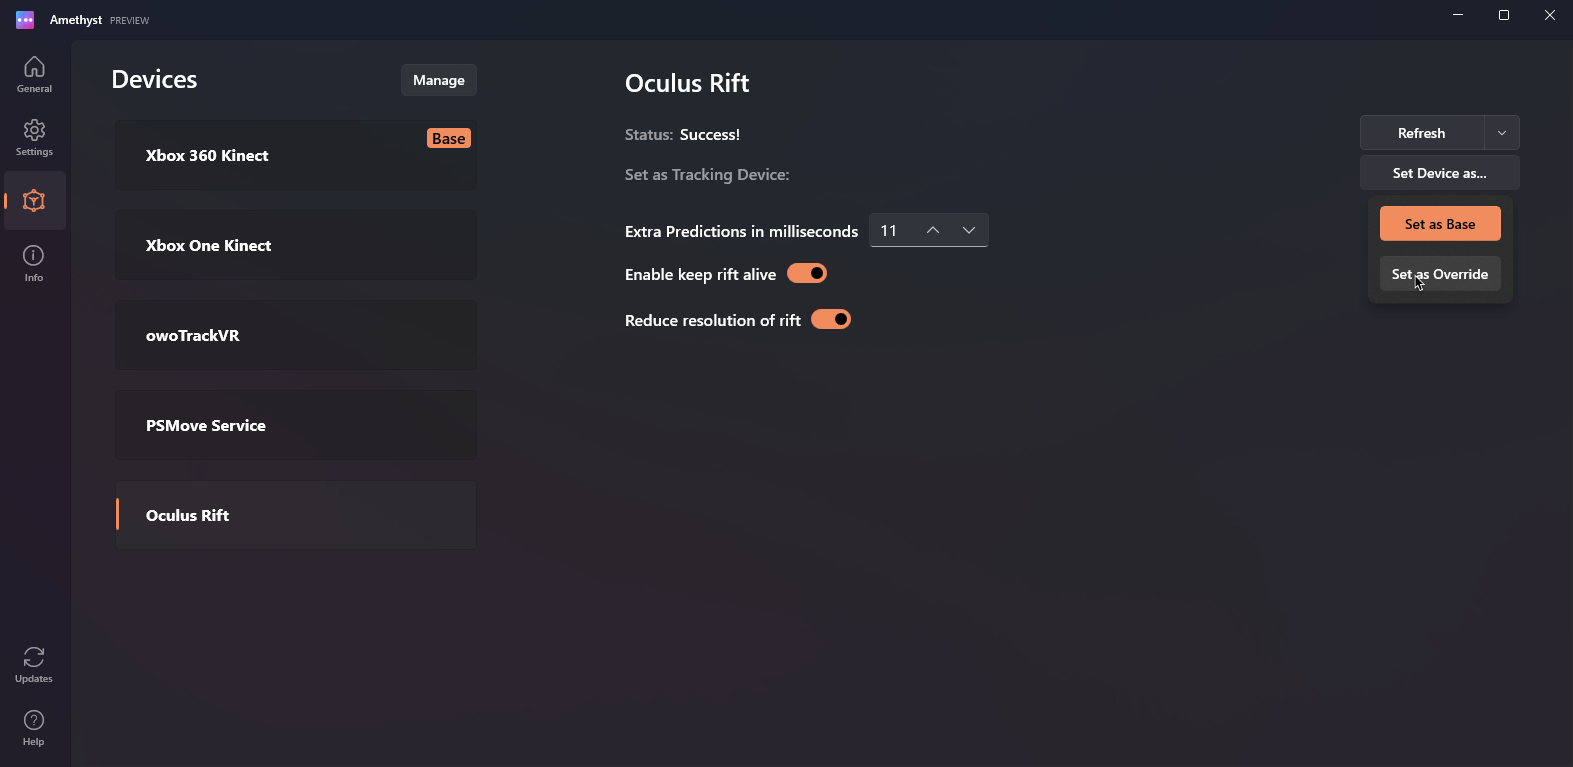 Amethyst PREVIEW
General
Settings
Info
Updates
Help
Devices
Manage
Xbox 360 Kinect
Base
Xbox One Kinect
owoTrackVR
PSMove Service
Oculus Rift
Oculus Rift
Status: Success!
Set as Tracking Device:
Extra Predictions in milliseconds 11
Enable keep rift alive
Reduce resolution of rift
Refresh
Set Device as...
Set as Base
Set as Override